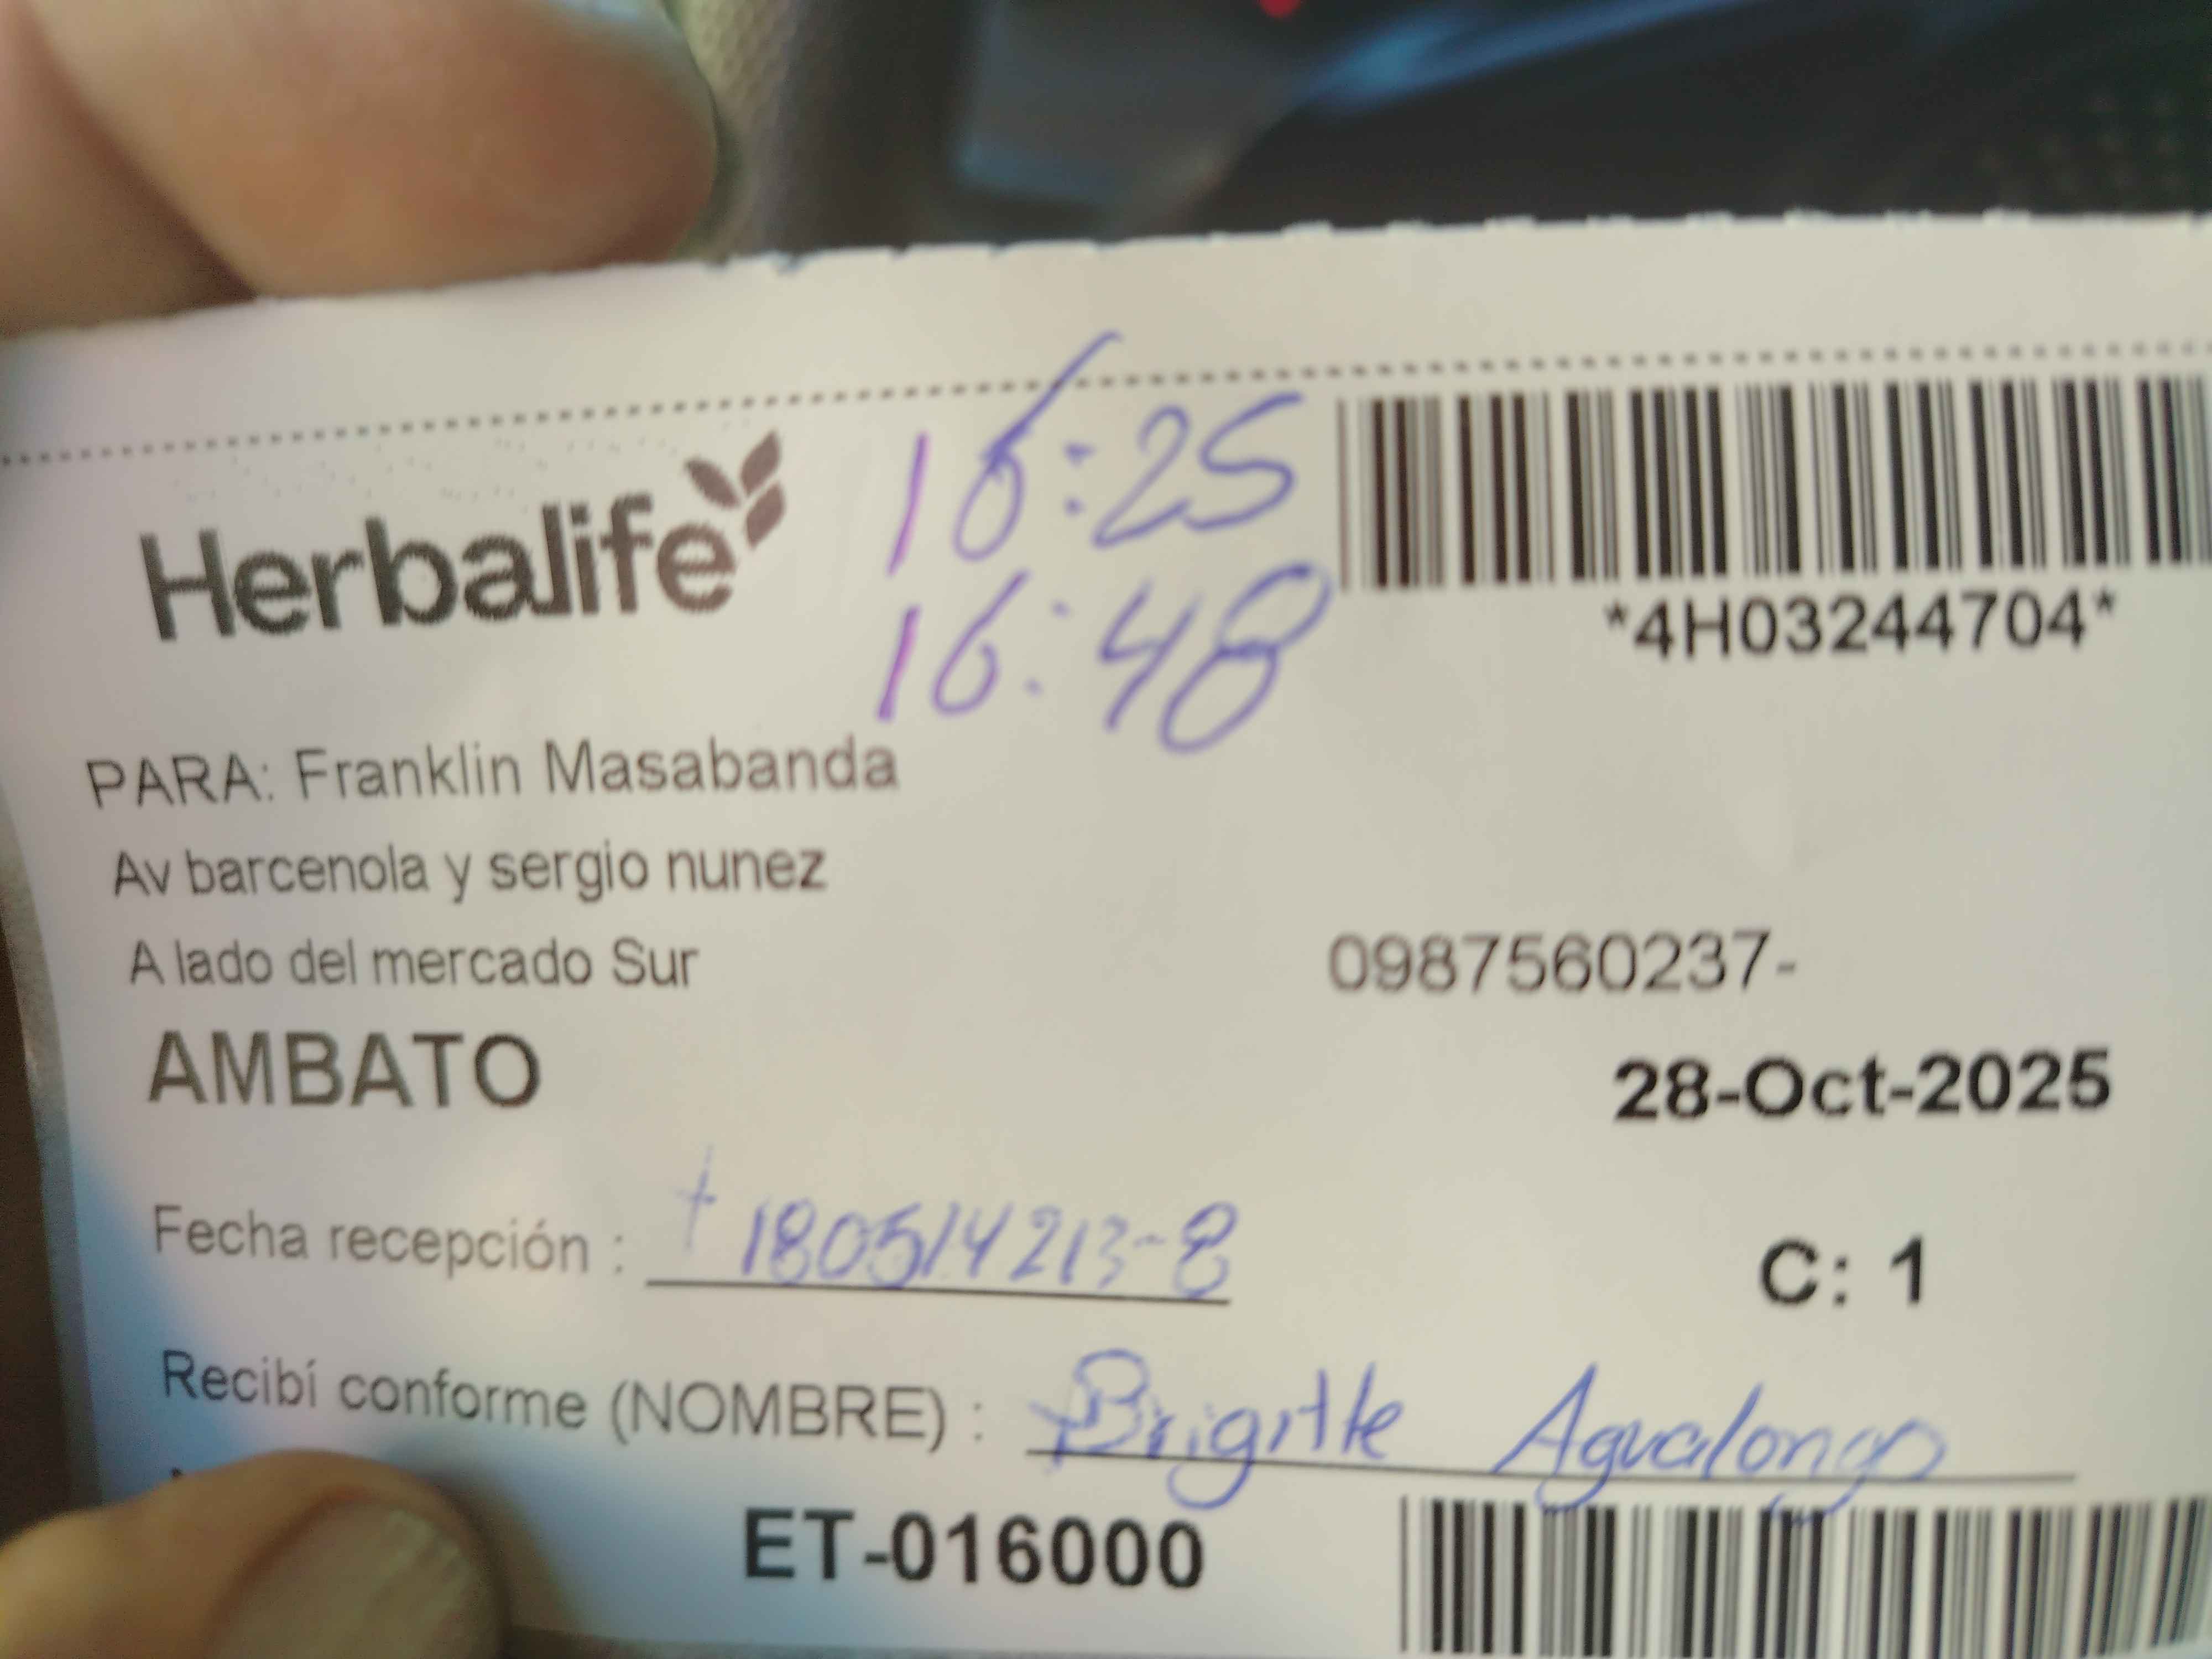 Herbalife
16:25
16:48
*4H03244704*
PARA: Franklin Masabanda
Av barcenola y sergio nunez
A lado del mercado Sur
0987560237-
AMBATO
28-Oct-2025
Fecha recepción : 180514213-8
C: 1
Recibí conforme (NOMBRE) : Brigitte Agualongo
ET-016000